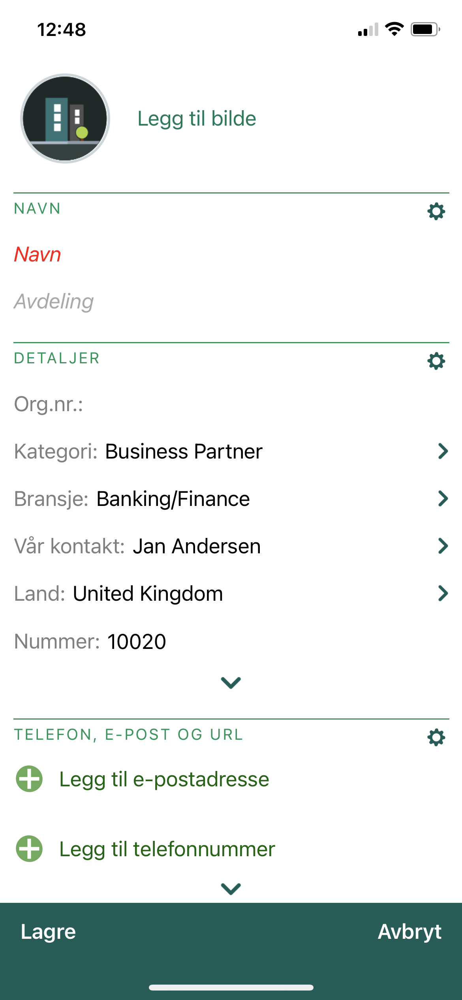 12:48
Legg til bilde
NAVN
Navn
Avdeling
DETALJER
Org.nr.:
Kategori: Business Partner
Bransje: Banking/Finance
Vår kontakt: Jan Andersen
Land: United Kingdom
Nummer: 10020
TELEFON, E-POST OG URL
Legg til e-postadresse
Legg til telefonnummer
Lagre Avbryt